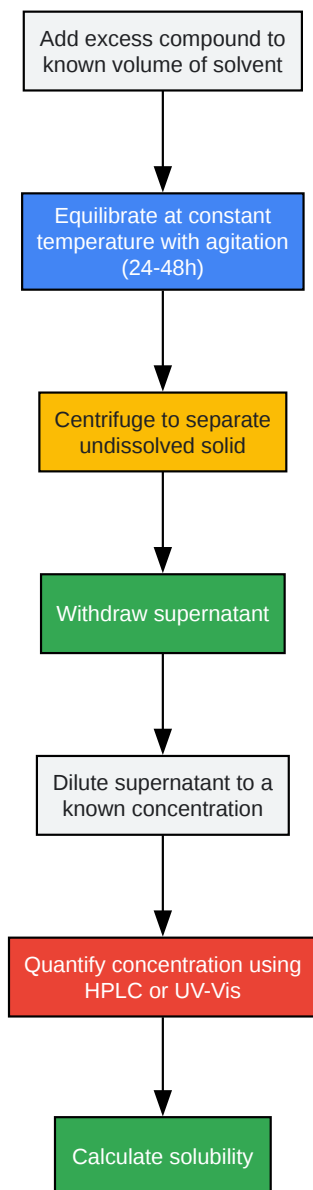 Add excess compound to
known volume of solvent
Equilibrate at constant
temperature with agitation
(24-48h)
Centrifuge to separate
undissolved solid
Withdraw supernatant
Dilute supernatant to a
known concentration
Quantify concentration using
HPLC or UV-Vis
Calculate solubility